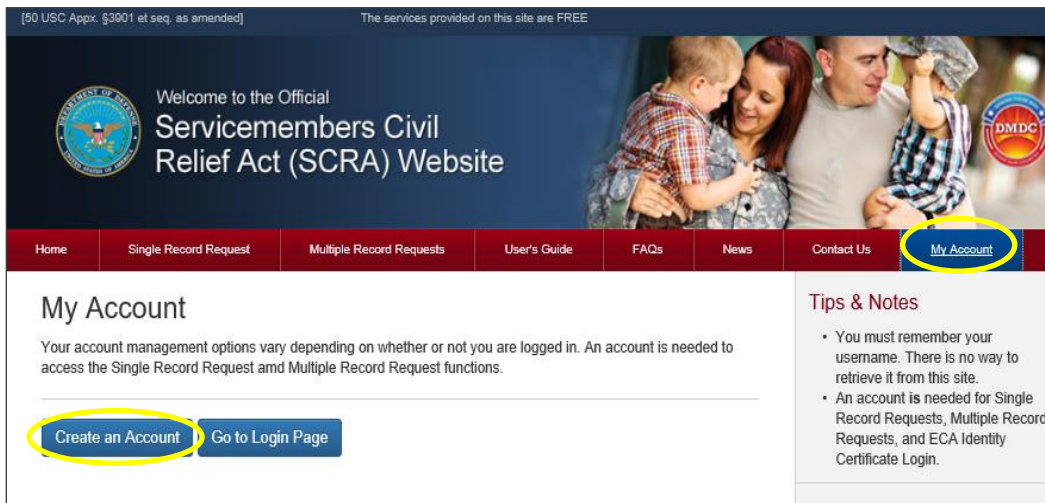 [50 USC Appx. §3901 et seq. as amended]
The services provided on this site are FREE
Welcome to the Official
Servicemembers Civil
Relief Act (SCRA) Website
DMDC
Home
Single Record Request
Multiple Record Requests
User's Guide
FAQs
News
Contact Us
My Account
My Account
Your account management options vary depending on whether or not you are logged in. An account is needed to
access the Single Record Request amd Multiple Record Request functions.
Create an Account
Go to Login Page
Tips & Notes
• You must remember your
username. There is no way to
retrieve it from this site.
• An account is needed for Single
Record Requests, Multiple Record
Requests, and ECA Identity
Certificate Login.